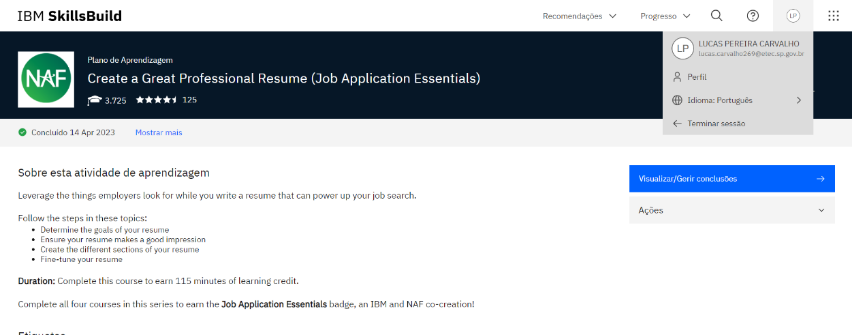 IBM SkillsBuild
Recomendações
Progresso
LP
LP
LUCAS PEREIRA CARVALHO
lucas.carvalho269@etec.sp.gov.br
Perfil
Idioma: Português
Terminar sessão
NAF
Plano de Aprendizagem
Create a Great Professional Resume (Job Application Essentials)
3.725
125
Concluído 14 Apr 2023
Mostrar mais
Sobre esta atividade de aprendizagem
Leverage the things employers look for while you write a resume that can power up your job search.
Follow the steps in these topics:
• Determine the goals of your resume
• Ensure your resume makes a good impression
• Create the different sections of your resume
• Fine-tune your resume
Duration: Complete this course to earn 115 minutes of learning credit.
Complete all four courses in this series to earn the Job Application Essentials badge, an IBM and NAF co-creation!
Visualizar/Gerir conclusões
Ações